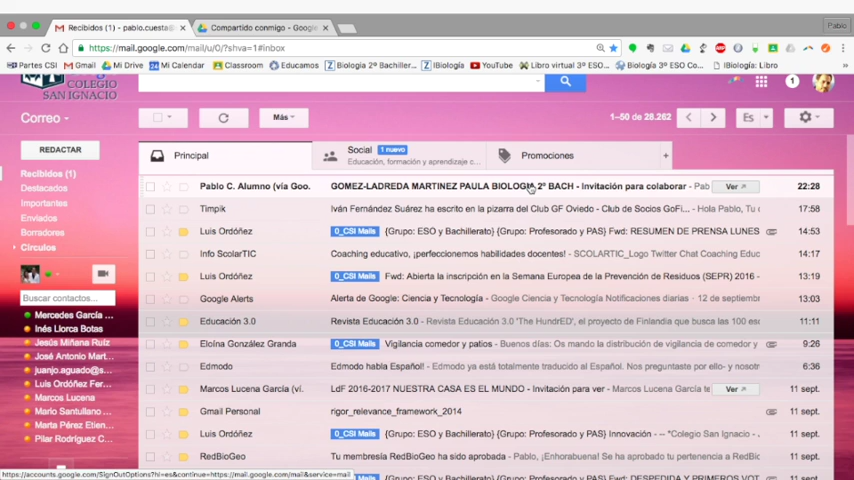 Recibidos (1) - pablo.cuesta@ × Compartido conmigo - Google × Pablo
https://mail.google.com/mail/u/0/?shva=1#inbox
Partes CSI Gmail Mi Drive Mi Calendar Classroom Educamos Biología 2º Bachiller... IBiología YouTube Libro virtual 3º ESO... Biología 3º ESO Co... IBiología: Libro
COLEGIO
SAN IGNACIO
1
Correo Más 1–50 de 28.262 Es
REDACTAR
Principal
Social 1 nuevo
Educación, formación y aprendizaje c...
Promociones +
Recibidos (1)
Destacados
Importantes
Enviados
Borradores
Círculos
Buscar contactos...
Mercedes García ...
Inés Llorca Botas
Jesús Miñana Ruiz
José Antonio Mart...
juanjo.aguado@s...
Luis Ordóñez Fer...
Marcos Lucena
Mario Santullano ...
Marta Pérez Etien...
Pilar Rodríguez C...
Pablo C. Alumno (vía Goo. GOMEZ-LADREDA MARTINEZ PAULA BIOLOGIA 2º BACH - Invitación para colaborar - Pab Ver 22:28
Timpik Iván Fernández Suárez ha escrito en la pizarra del Club GF Oviedo - Club de Socios GoFi... - Hola Pablo, Tu c 17:58
Luis Ordóñez 0_CSI Mails {Grupo: ESO y Bachillerato} {Grupo: Profesorado y PAS} Fwd: RESUMEN DE PRENSA LUNES 14:53
Info ScolarTIC Coaching educativo, ¡perfeccionemos habilidades docentes! - SCOLARTIC_Logo Twitter Chat Coaching Educ 14:17
Luis Ordóñez 0_CSI Mails Fwd: Abierta la inscripción en la Semana Europea de la Prevención de Residuos (SEPR) 2016 - 13:19
Google Alerts Alerta de Google: Ciencia y Tecnología - Google Ciencia y Tecnología Notificaciones diarias · 12 de septiembr 13:03
Educación 3.0 Revista Educación 3.0 - Revista Educación 3.0 'The HundrED', el proyecto de Finlandia que busca las 100 esc 11:11
Eloína González Granda 0_CSI Mails Vigilancia comedor y patios - Buenos días: Os mando la distribución de vigilancia de comedor y 9:26
Edmodo Edmodo habla Español! - Edmodo ya está totalmente traducido al Español. Nos preguntaste por ello- y nosotr 6:36
Marcos Lucena García (ví. LdF 2016-2017 NUESTRA CASA ES EL MUNDO - Invitación para ver - Marcos Lucena García te Ver 11 sept.
Gmail Personal rigor_relevance_framework_2014 11 sept.
Luis Ordóñez 0_CSI Mails {Grupo: ESO y Bachillerato} {Grupo: Profesorado y PAS} Innovación - -- *Colegio San Ignacio - 11 sept.
RedBioGeo Tu membresía RedBioGeo ha sido aprobada - Pablo, ¡Enhorabuena! Se ha aprobado tu pertenencia a RedBio 11 sept.
https://accounts.google.com/SignOutOptions?hl=es&continue=https://mail.google.com/mail&service=mail